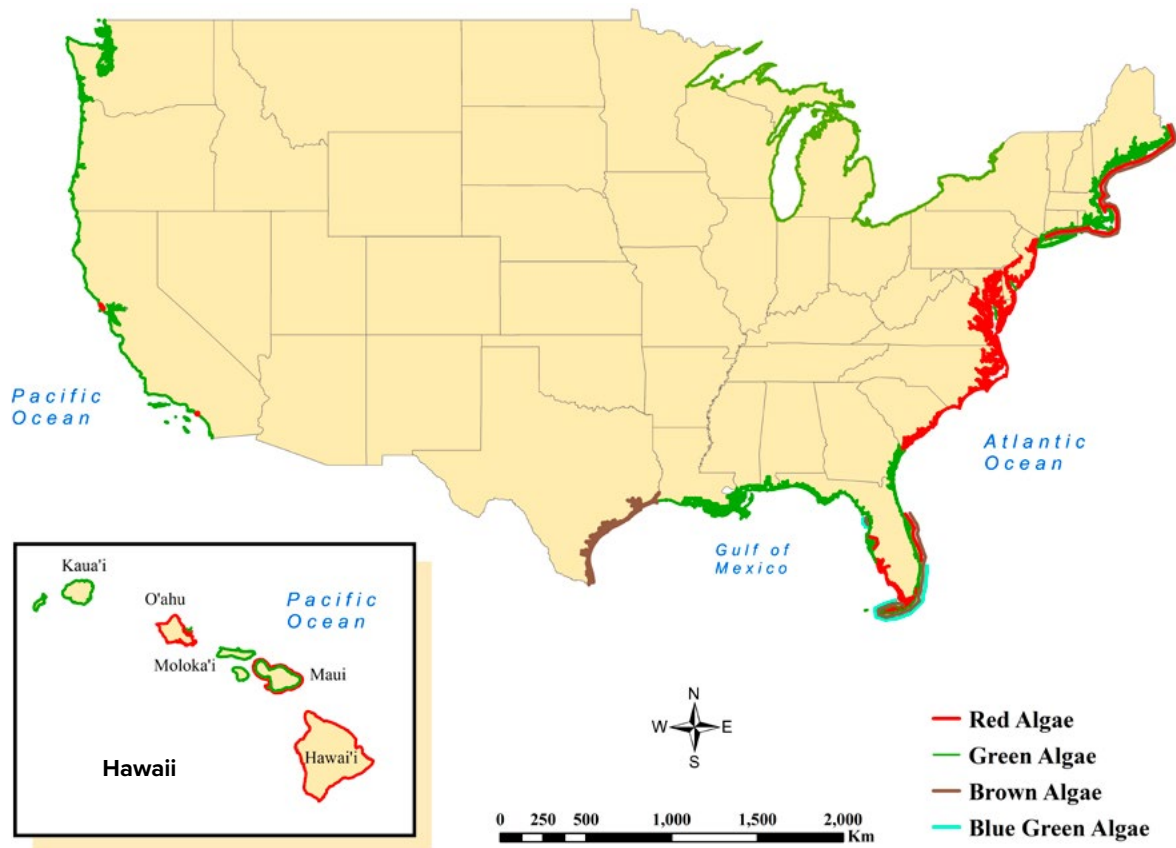 Pacific
Ocean
Atlantic
Ocean
Gulf of
Mexico
Kaua'i
O'ahu
Pacific
Ocean
Moloka'i
Maui
Hawai'i
Hawaii
N
W
E
S
Red Algae
Green Algae
Brown Algae
Blue Green Algae
0 250 500 1,000 1,500 2,000
Km